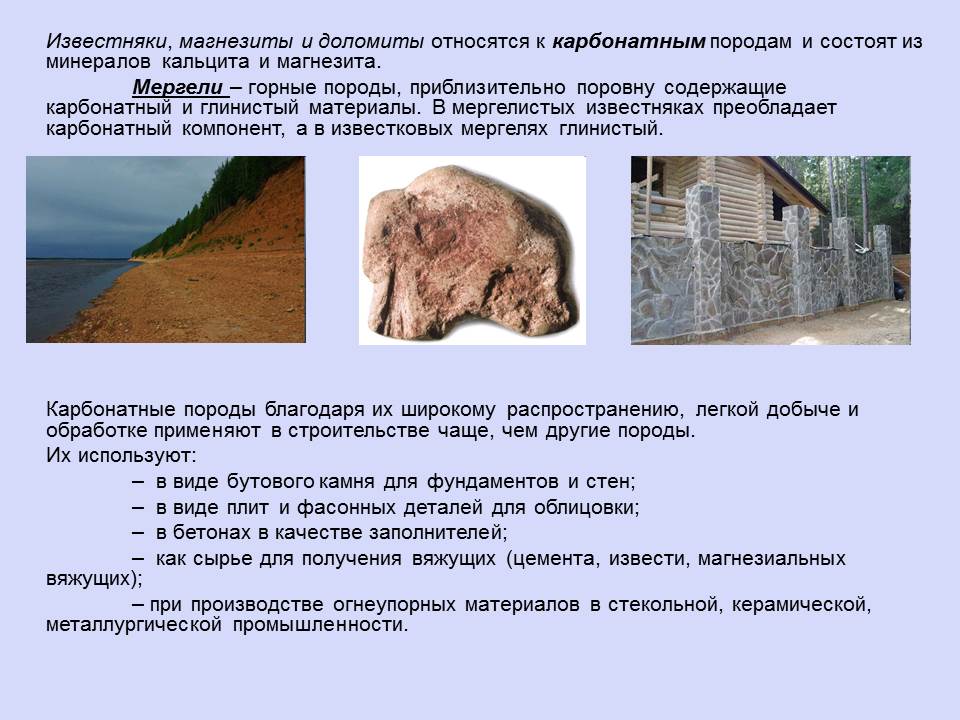 Известняки, магнезиты и доломиты относятся к карбонатным породам и состоят из
минералов кальцита и магнезита.
Мергели – горные породы, приблизительно поровну содержащие
карбонатный и глинистый материалы. В мергелистых известняках преобладает
карбонатный компонент, а в известковых мергелях глинистый.
Карбонатные породы благодаря их широкому распространению, легкой добыче и
обработке применяют в строительстве чаще, чем другие породы.
Их используют:
– в виде бутового камня для фундаментов и стен;
– в виде плит и фасонных деталей для облицовки;
– в бетонах в качестве заполнителей;
– как сырье для получения вяжущих (цемента, извести, магнезиальных
вяжущих);
– при производстве огнеупорных материалов в стекольной, керамической,
металлургической промышленности.